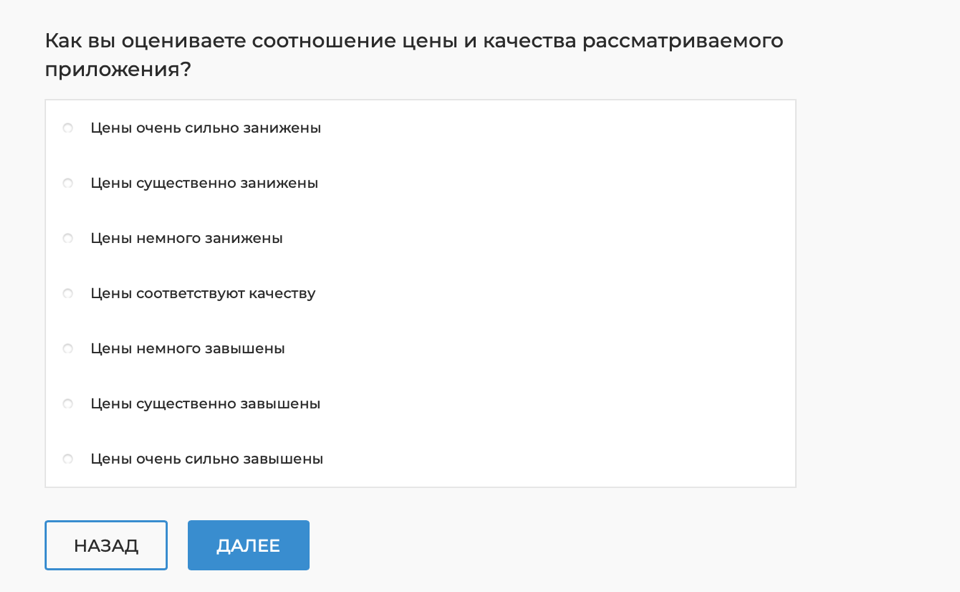 Как вы оцениваете соотношение цены и качества рассматриваемого
приложения?
Цены очень сильно занижены
Цены существенно занижены
Цены немного занижены
Цены соответствуют качеству
Цены немного завышены
Цены существенно завышены
Цены очень сильно завышены
НАЗАД
ДАЛЕЕ